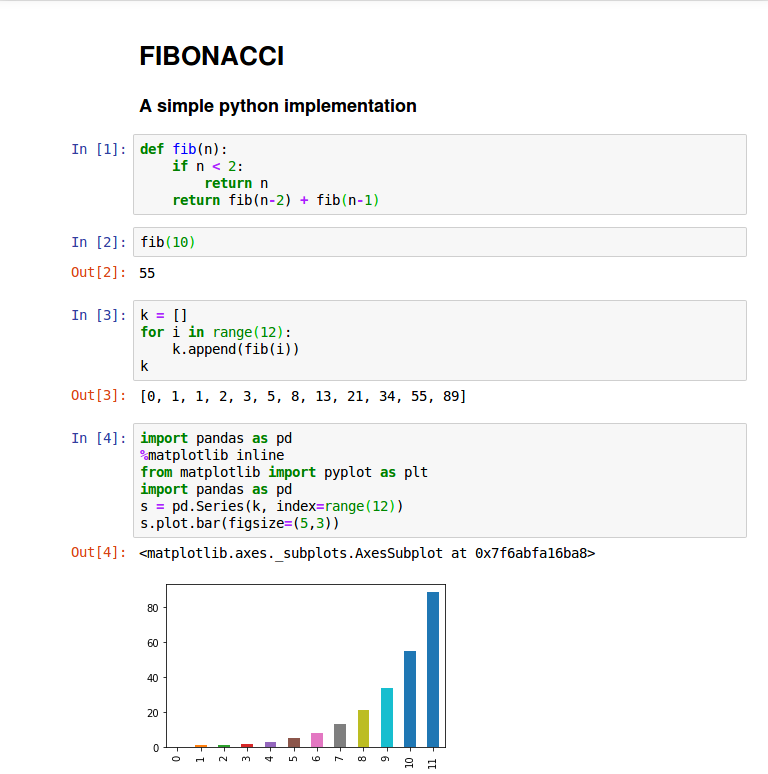 FIBONACCI
A simple python implementation
In [1]: def fib(n):
    if n < 2:
        return n
    return fib(n-2) + fib(n-1)
In [2]: fib(10)
Out[2]: 55
In [3]: k = []
for i in range(12):
    k.append(fib(i))
k
Out[3]: [0, 1, 1, 2, 3, 5, 8, 13, 21, 34, 55, 89]
In [4]: import pandas as pd
%matplotlib inline
from matplotlib import pyplot as plt
import pandas as pd
s = pd.Series(k, index=range(12))
s.plot.bar(figsize=(5,3))
Out[4]: <matplotlib.axes._subplots.AxesSubplot at 0x7f6abfa16ba8>
80
60
40
20
0
0 1 2 3 4 5 6 7 8 9 10 11